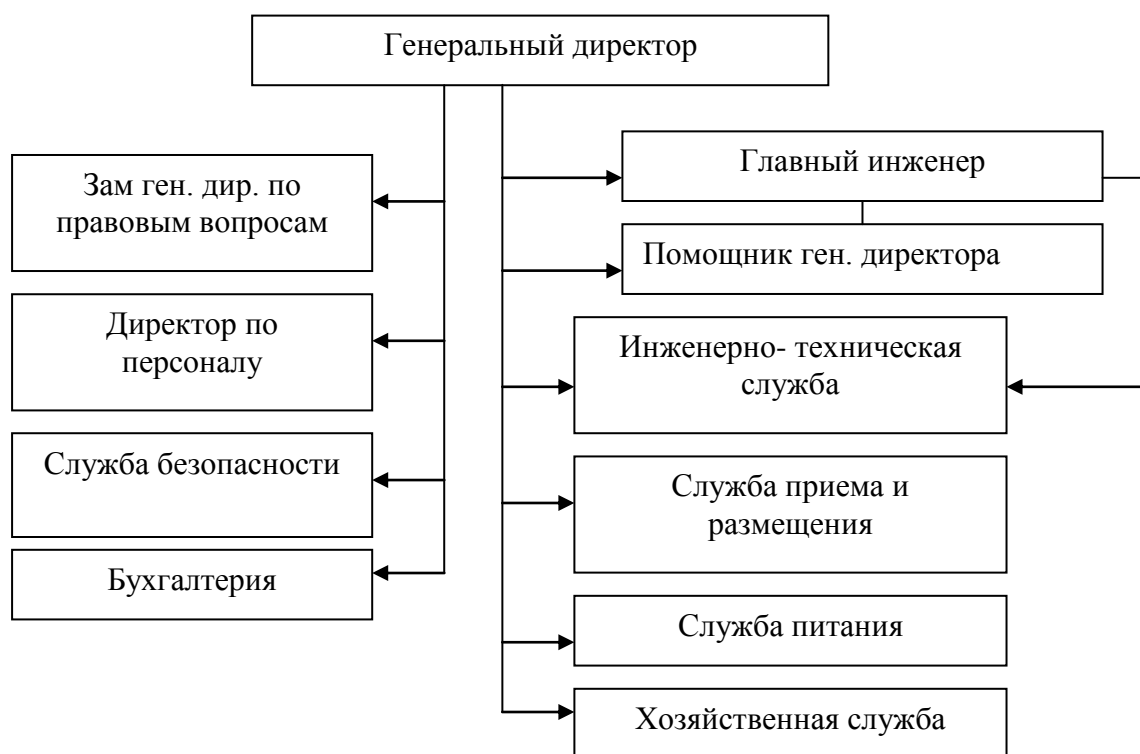 Генеральный директор
Зам ген. дир. по
правовым вопросам
Директор по
персоналу
Служба безопасности
Бухгалтерия
Главный инженер
Помощник ген. директора
Инженерно- техническая
служба
Служба приема и
размещения
Служба питания
Хозяйственная служба